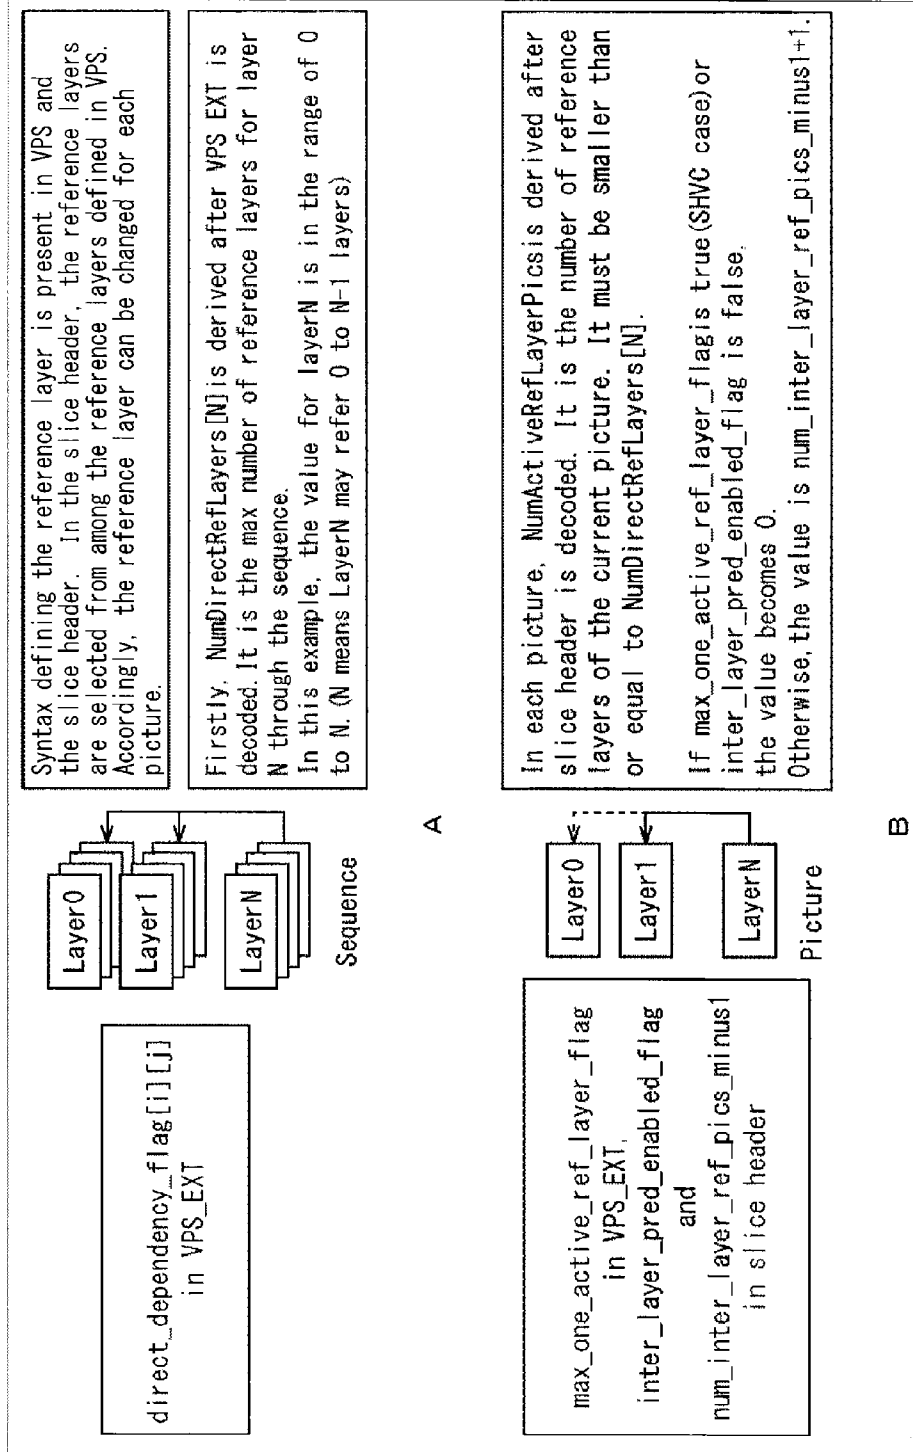 direct_dependency_flag[i][j]
in VPS_EXT
Layer0
Layer1
LayerN
Sequence
Syntax defining the reference layer is present in VPS and
the slice header. In the slice header, the reference layers
are selected from among the reference layers defined in VPS.
Accordingly, the reference layer can be changed for each
picture.
Firstly, NumDirectRefLayers[N]is derived after VPS EXT is
decoded. It is the max number of reference layers for layer
N through the sequence.
In this example, the value for layerN is in the range of 0
to N. (N means LayerN may refer 0 to N-1 layers)
A
max_one_active_ref_layer_flag
in VPS_EXT,
inter_layer_pred_enabled_flag
and
num_inter_layer_ref_pics_minus1
in slice header
Layer0
Layer1
LayerN
Picture
In each picture, NumActiveRefLayerPicsis derived after
slice header is decoded. It is the number of reference
layers of the current picture. It must be smaller than
or equal to NumDirectRefLayers[N].
If max_one_active_ref_layer_flagis true(SHVC case)or
inter_layer_pred_enabled_flag is false,
the value becomes 0.
Otherwise,the value is num_inter_layer_ref_pics_minus1+1.
B